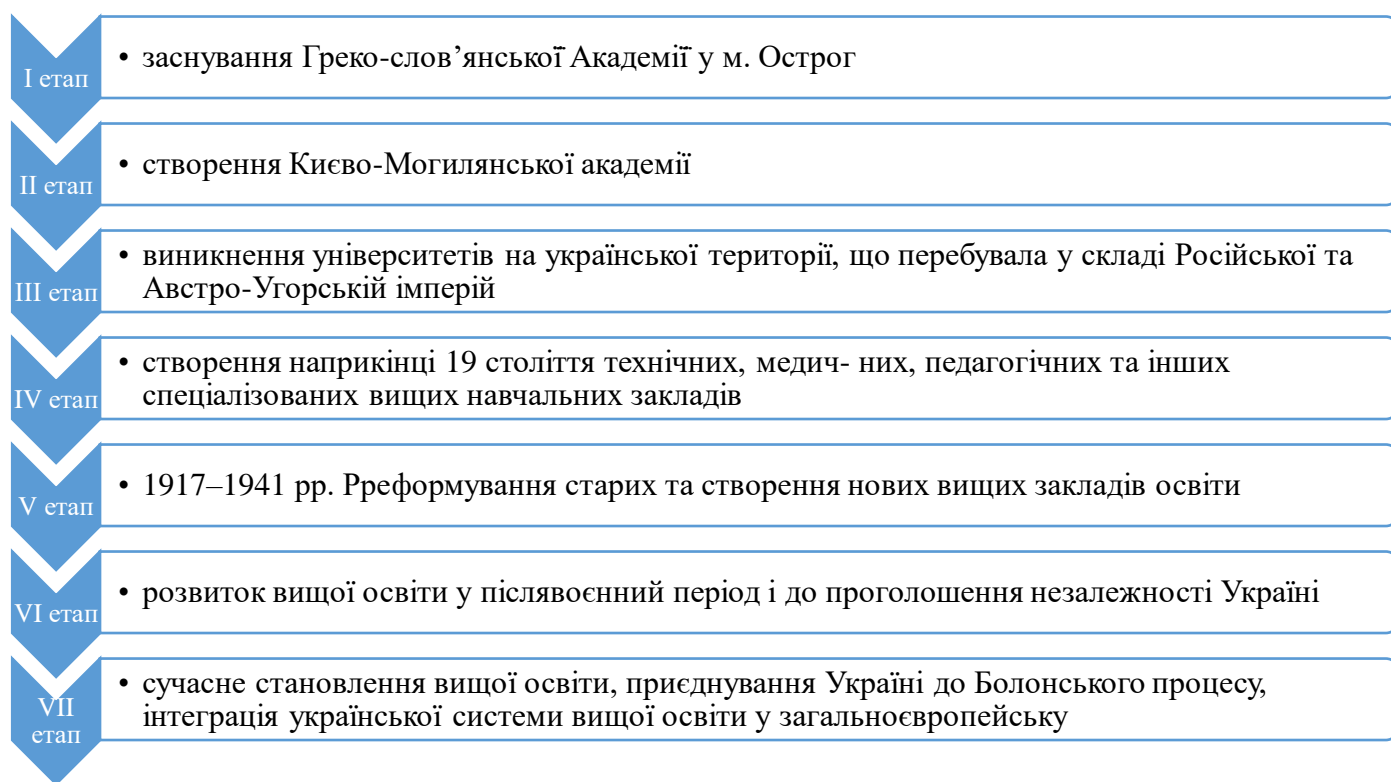 І етап
• заснування Греко-слов’янської Академії у м. Острог
ІІ етап
• створення Києво-Могилянської академії
ІІІ етап
• виникнення університетів на української території, що перебувала у складі Російської та
Австро-Угорській імперій
IV етап
• створення наприкінці 19 століття технічних, медич- них, педагогічних та інших
спеціалізованих вищих навчальних закладів
V етап
• 1917–1941 рр. Рреформування старих та створення нових вищих закладів освіти
VI етап
• розвиток вищої освіти у післявоєнний період і до проголошення незалежності Україні
VII
етап
• сучасне становлення вищої освіти, приєднування Україні до Болонського процесу,
інтеграція української системи вищої освіти у загальноєвропейську